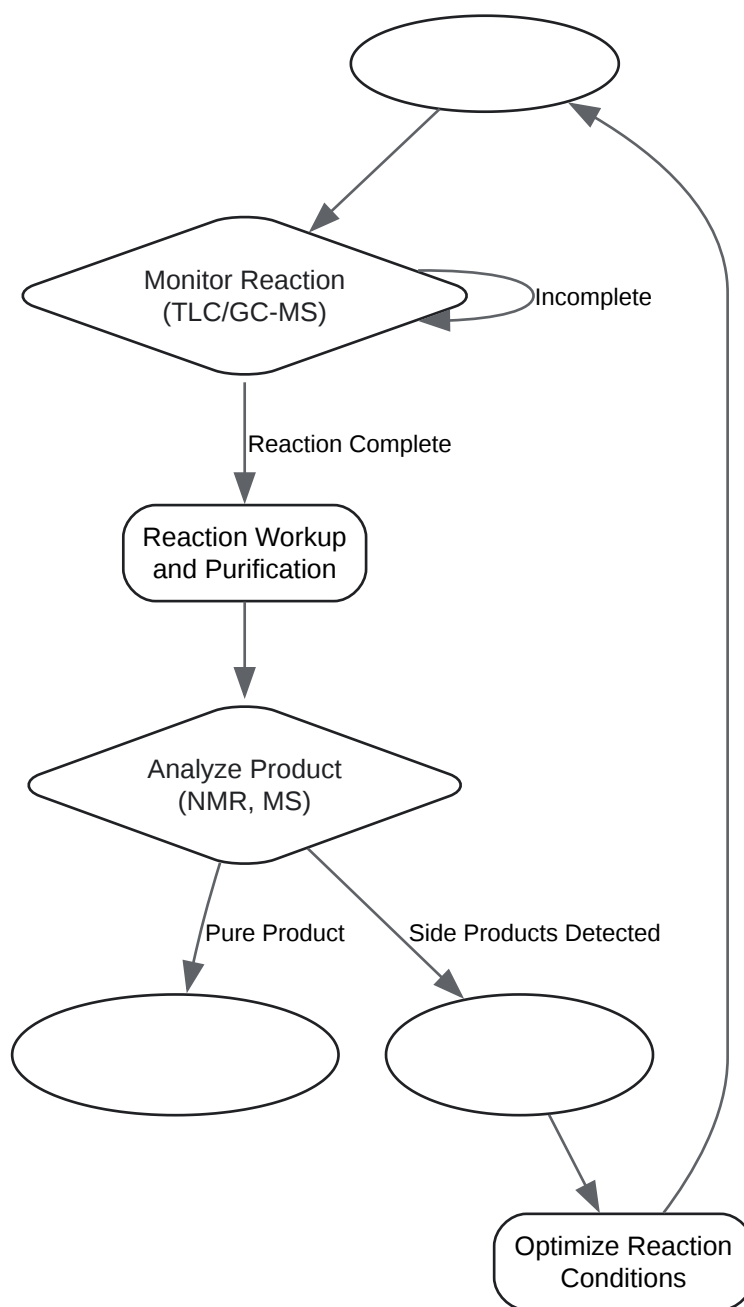 Monitor Reaction
(TLC/GC-MS)
Incomplete
Reaction Complete
Reaction Workup
and Purification
Analyze Product
(NMR, MS)
Pure Product
Side Products Detected
Optimize Reaction
Conditions